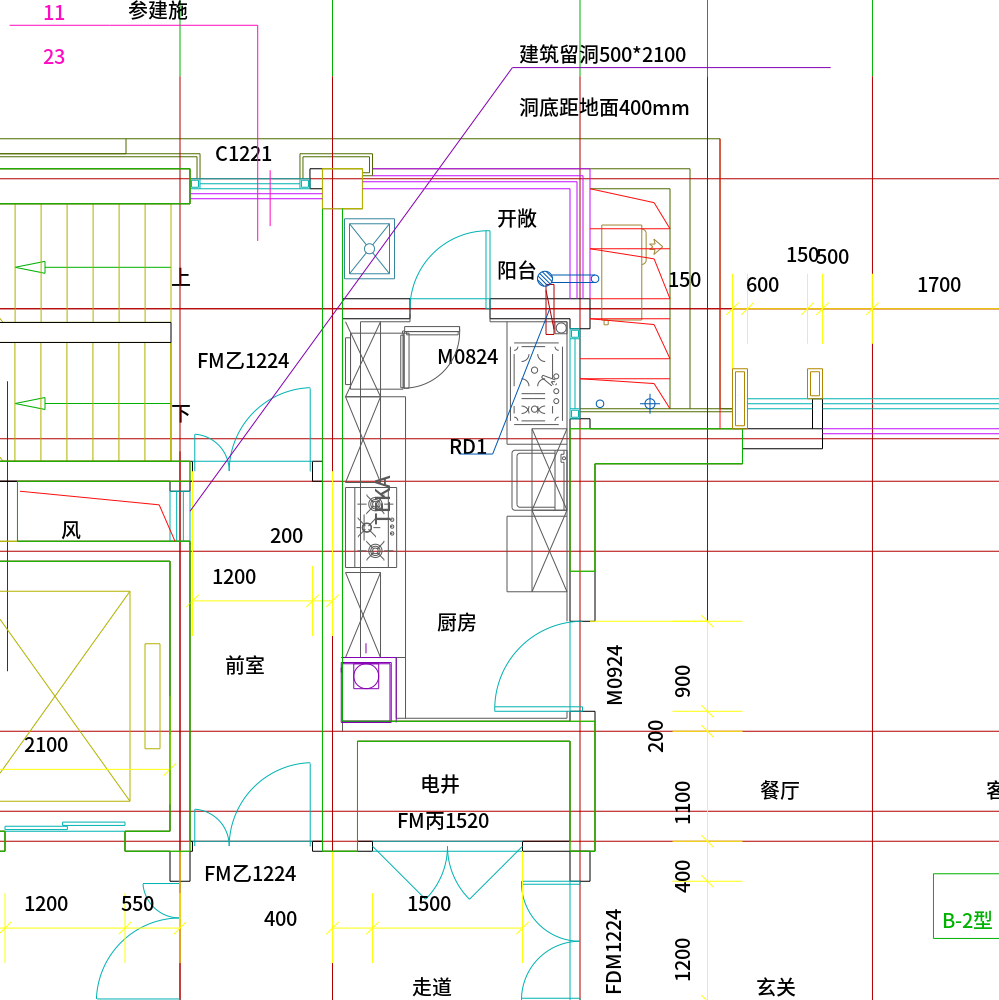 11
参建施
23
建筑留洞500*2100
洞底距地面400mm
C1221
开敞
阳台
150
150
500
600
1700
上
FM乙1224
M0824
下
RD1
TEKA
风
200
1200
厨房
前室
M0924
900
200
2100
电井
餐厅
客
1100
FM丙1520
FM乙1224
400
1200
550
400
1500
B-2型
FDM1224
1200
走道
玄关